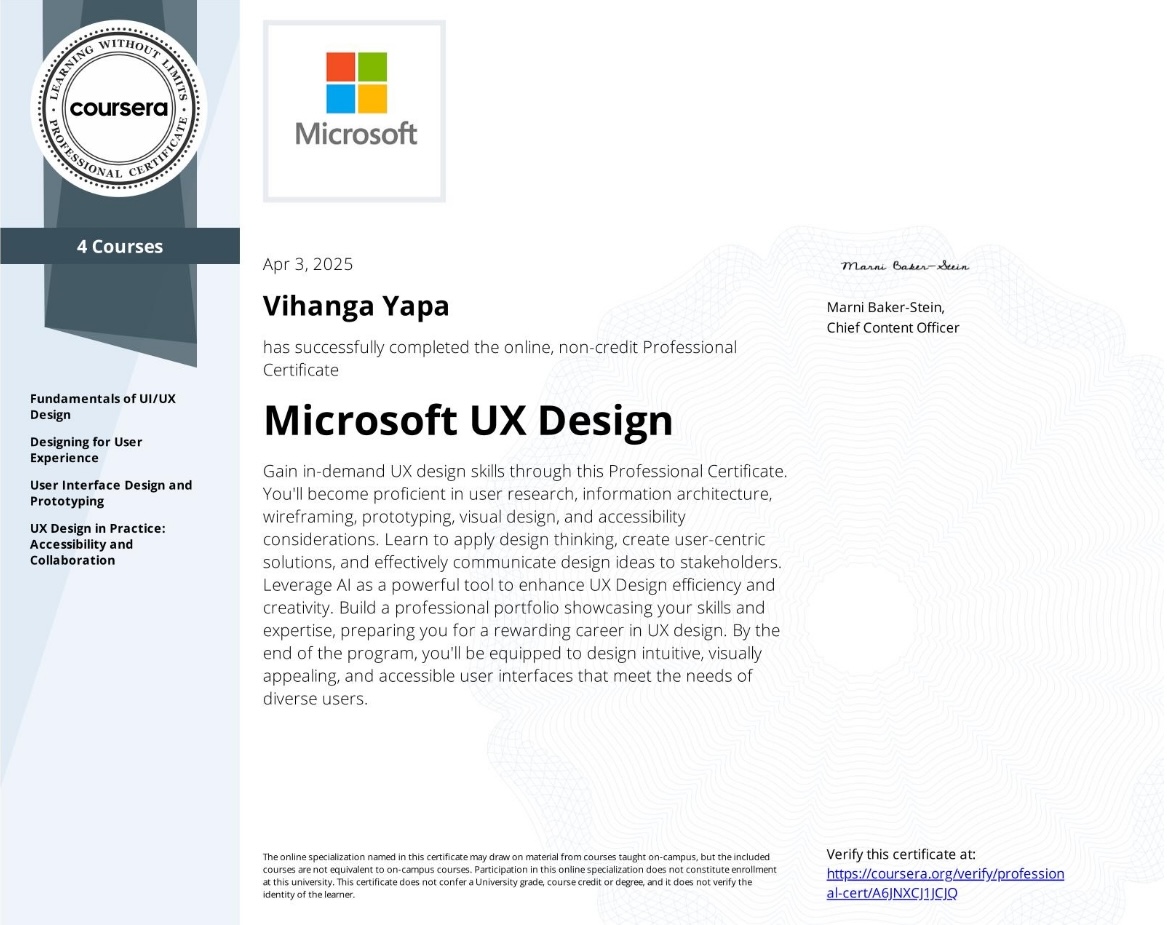 LEARNING WITHOUT LIMITS
coursera
PROFESSIONAL CERTIFICATE
4 Courses
Fundamentals of UI/UX
Design
Designing for User
Experience
User Interface Design and
Prototyping
UX Design in Practice:
Accessibility and
Collaboration
Microsoft
Apr 3, 2025
Vihanga Yapa
has successfully completed the online, non-credit Professional
Certificate
Microsoft UX Design
Gain in-demand UX design skills through this Professional Certificate.
You'll become proficient in user research, information architecture,
wireframing, prototyping, visual design, and accessibility
considerations. Learn to apply design thinking, create user-centric
solutions, and effectively communicate design ideas to stakeholders.
Leverage AI as a powerful tool to enhance UX Design efficiency and
creativity. Build a professional portfolio showcasing your skills and
expertise, preparing you for a rewarding career in UX design. By the
end of the program, you'll be equipped to design intuitive, visually
appealing, and accessible user interfaces that meet the needs of
diverse users.
Marni Baker-Stein
Marni Baker-Stein,
Chief Content Officer
The online specialization named in this certificate may draw on material from courses taught on-campus, but the included
courses are not equivalent to on-campus courses. Participation in this online specialization does not constitute enrollment
at this university. This certificate does not confer a University grade, course credit or degree, and it does not verify the
identity of the learner.
Verify this certificate at:
https://coursera.org/verify/profession
al-cert/A6JNXCJ1JCJQ